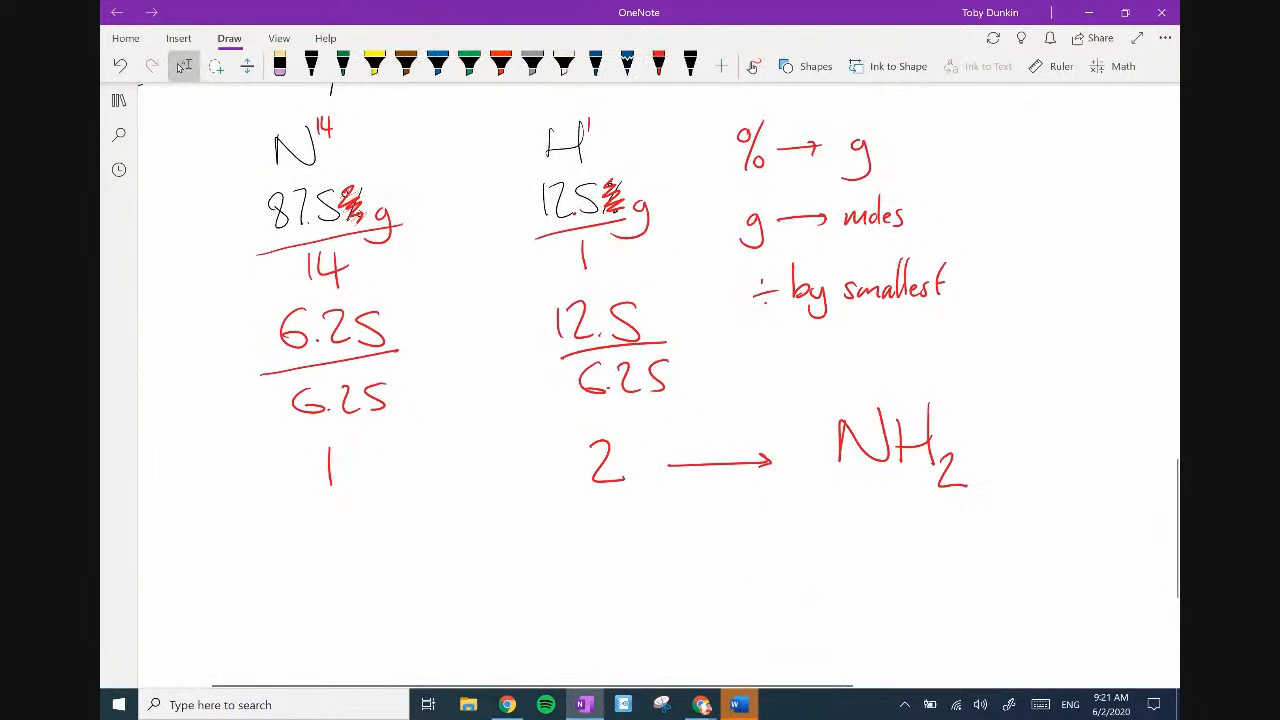 OneNote
Toby Dunkin
Home Insert Draw View Help
Share
Shapes Ink to Shape Ink to Text Ruler Math
N¹⁴ H¹ % → g
87.5 g 12.5 g
14 1 g → moles
÷ by smallest
6.25 12.5
6.25 6.25
1 2 → NH₂
Type here to search
ENG
9:21 AM
6/2/2020